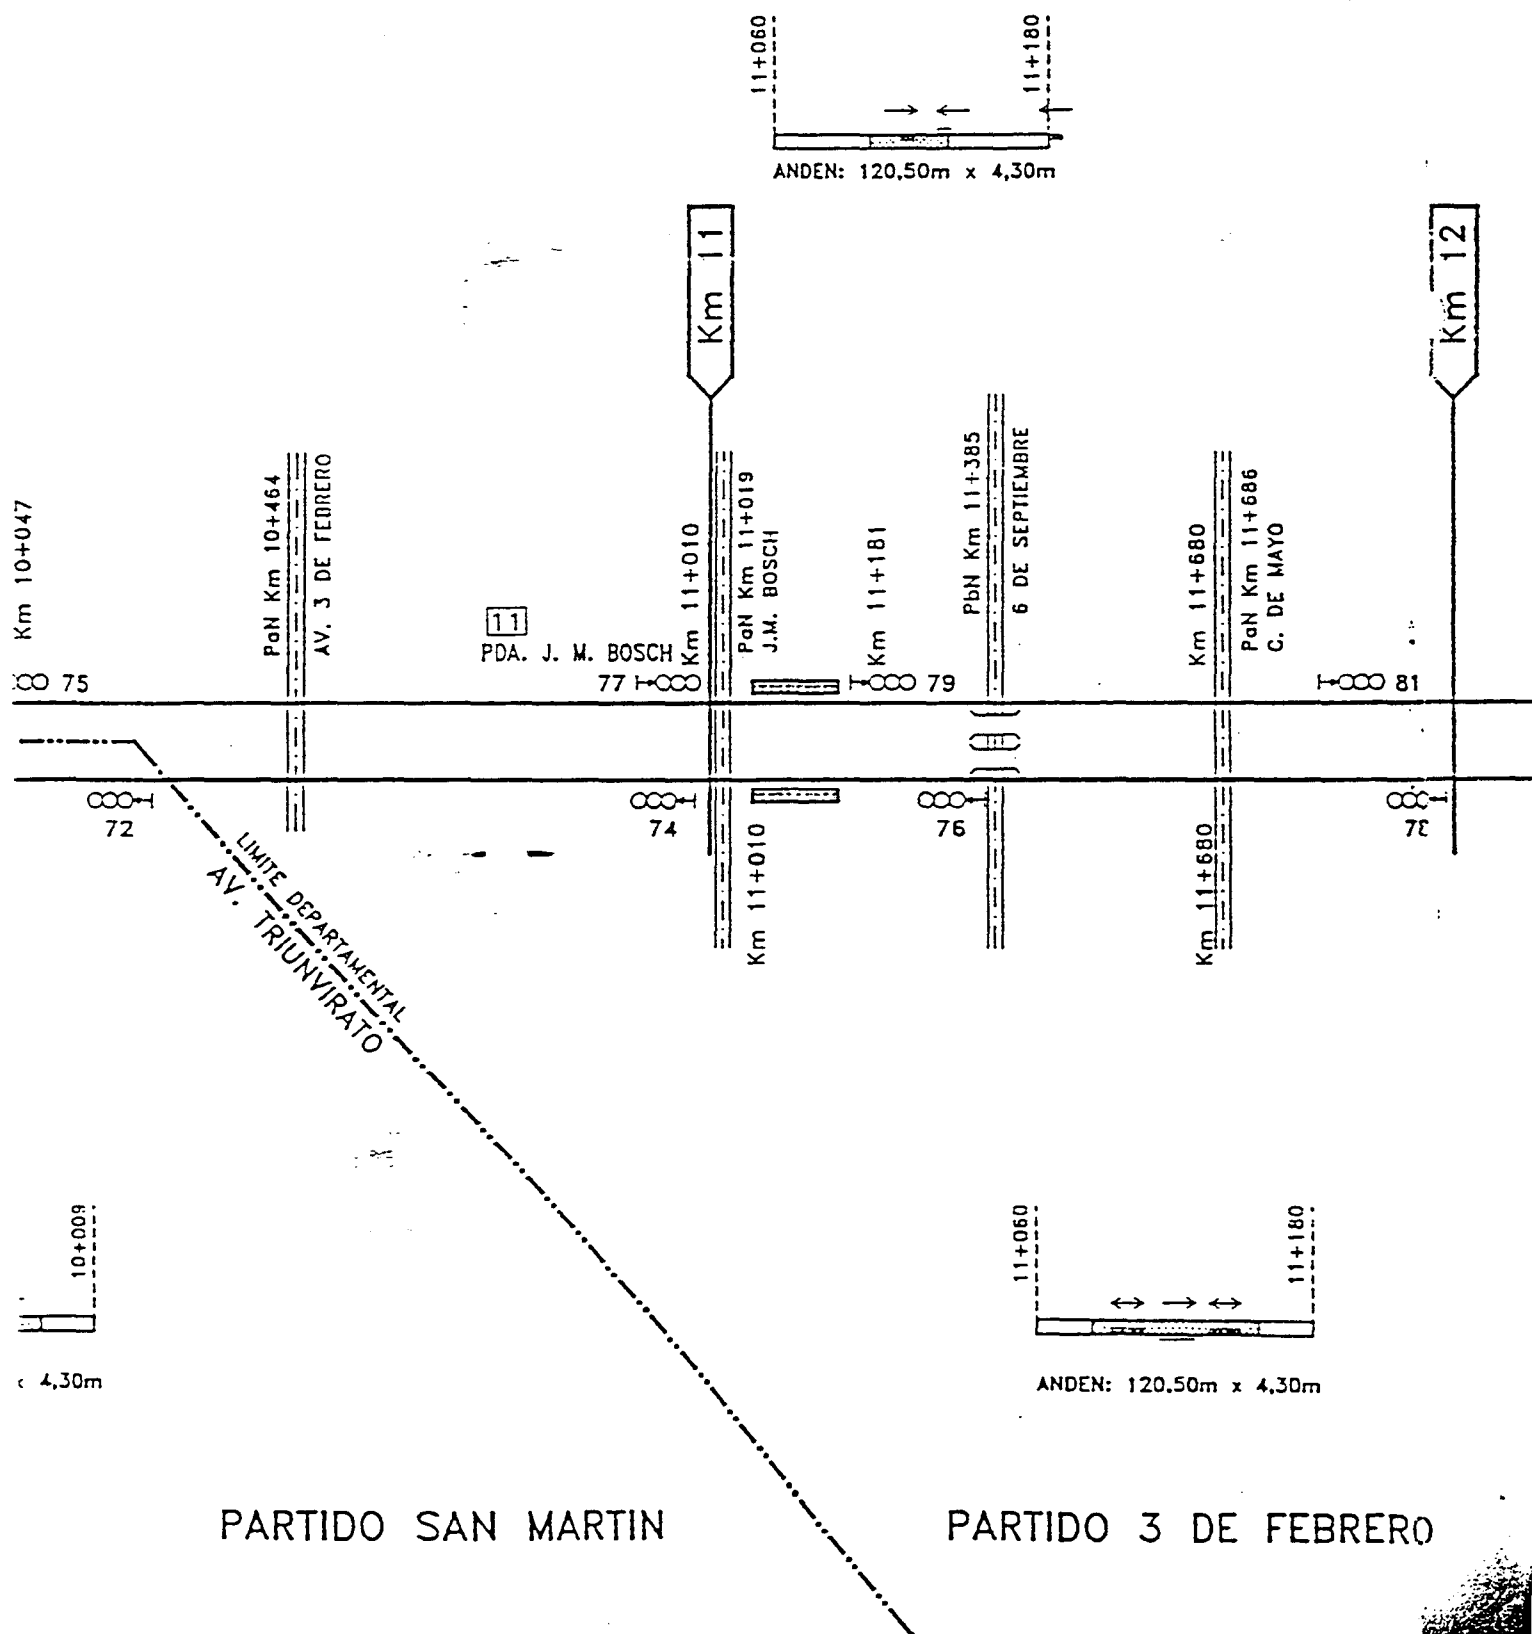 11+060
11+180
ANDEN: 120,50m x 4,30m
Km 11
Km 12
Km 10+047
PaN Km 10+464
AV. 3 DE FEBRERO
11
PDA. J. M. BOSCH
Km 11+010
PaN Km 11+019
J.M. BOSCH
Km 11+181
PbN Km 11+385
6 DE SEPTIEMBRE
Km 11+680
PaN Km 11+686
C. DE MAYO
75
77
79
81
72
74
76
Km 11+010
Km 11+680
LIMITE DEPARTAMENTAL
AV. TRIUNVIRATO
10+009
4,30m
11+060
11+180
ANDEN: 120.50m x 4,30m
PARTIDO SAN MARTIN
PARTIDO 3 DE FEBRERO